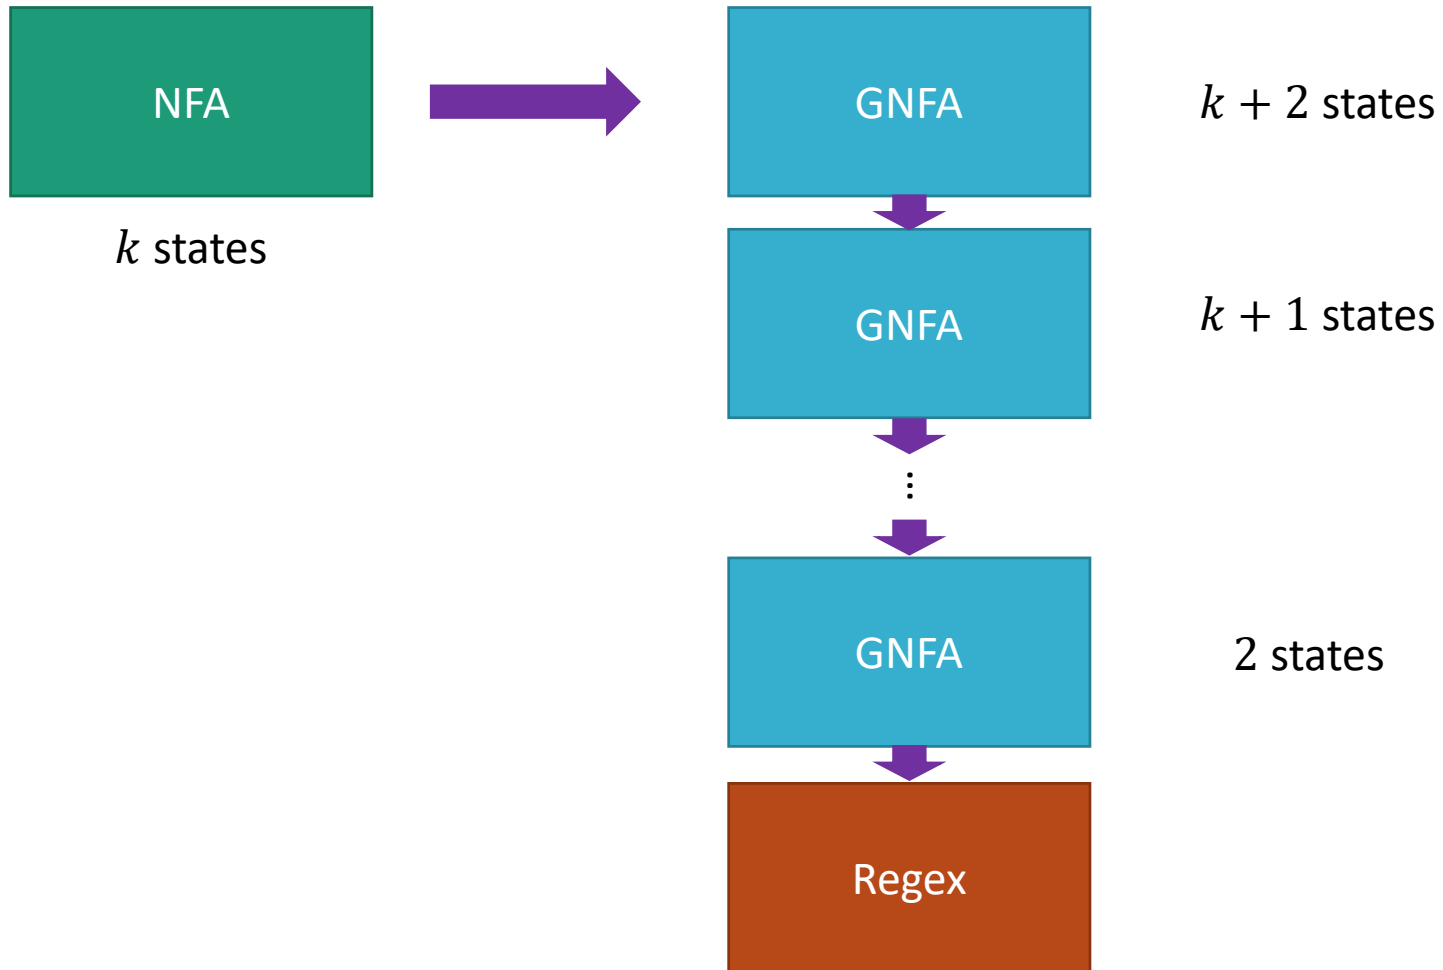 NFA
GNFA
k + 2 states
k states
GNFA
k + 1 states
⋮
GNFA
2 states
Regex